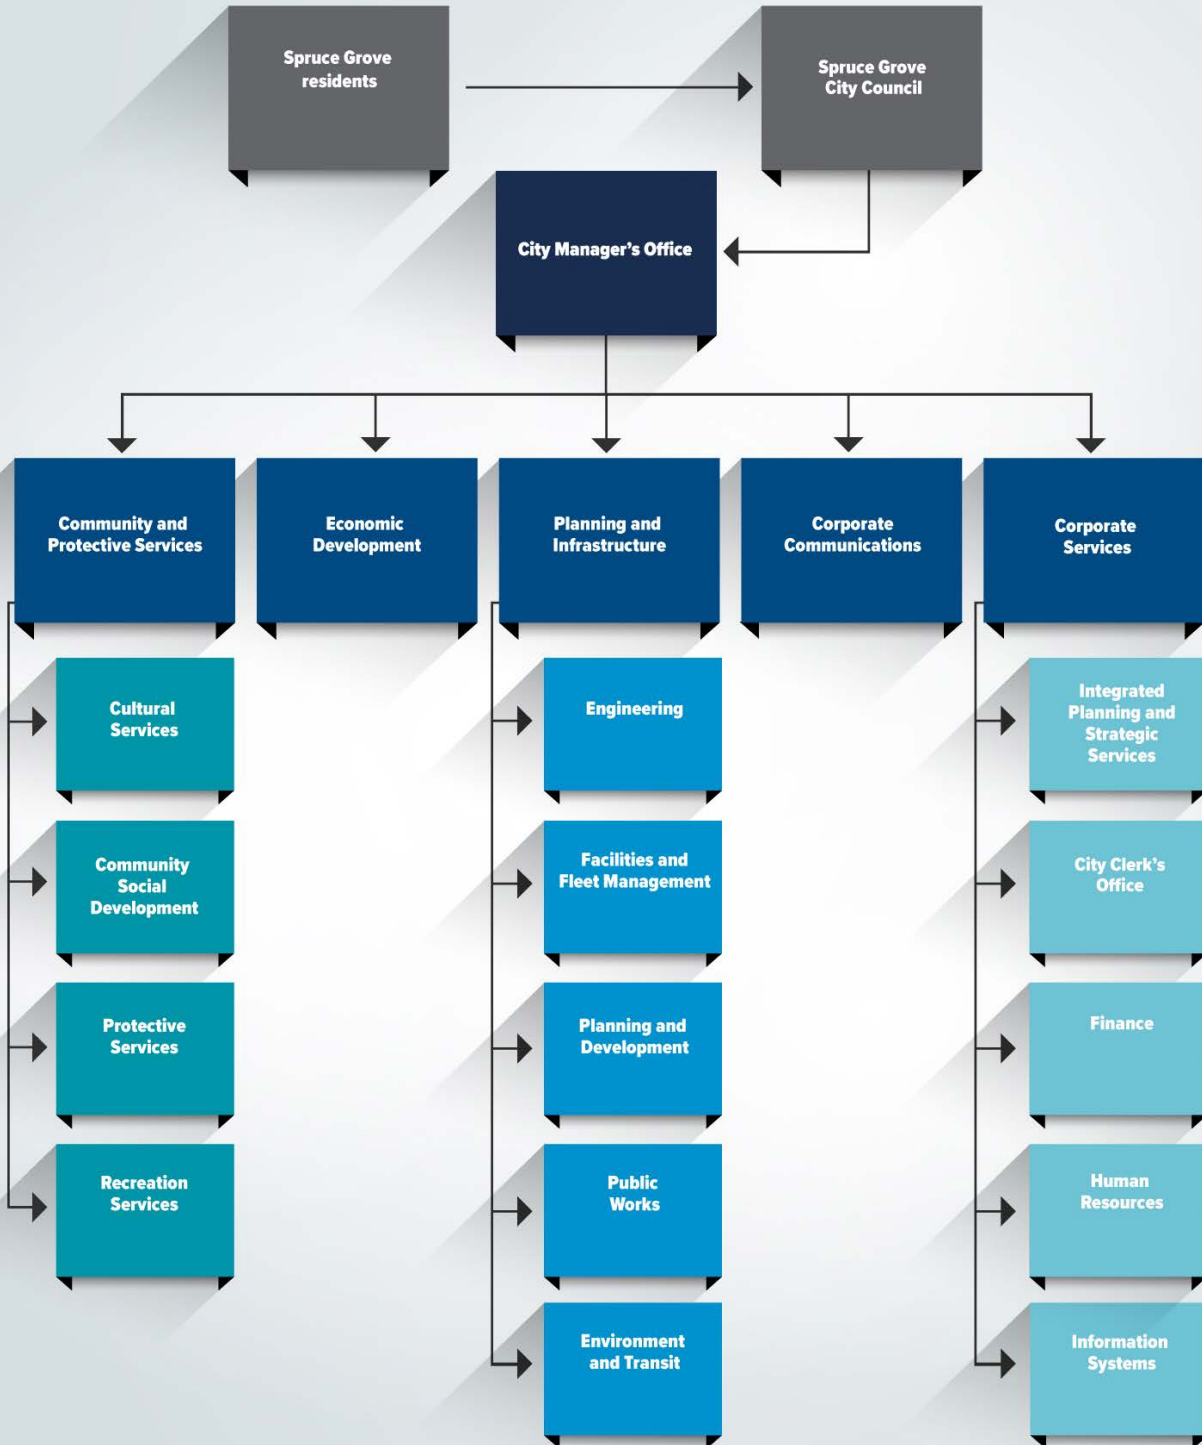 Spruce Grove
residents
Spruce Grove
City Council
City Manager’s Office
Community and
Protective Services
Economic
Development
Planning and
Infrastructure
Corporate
Communications
Corporate
Services
Cultural
Services
Community
Social
Development
Protective
Services
Recreation
Services
Engineering
Facilities and
Fleet Management
Planning and
Development
Public
Works
Environment
and Transit
Integrated
Planning and
Strategic
Services
City Clerk’s
Office
Finance
Human
Resources
Information
Systems